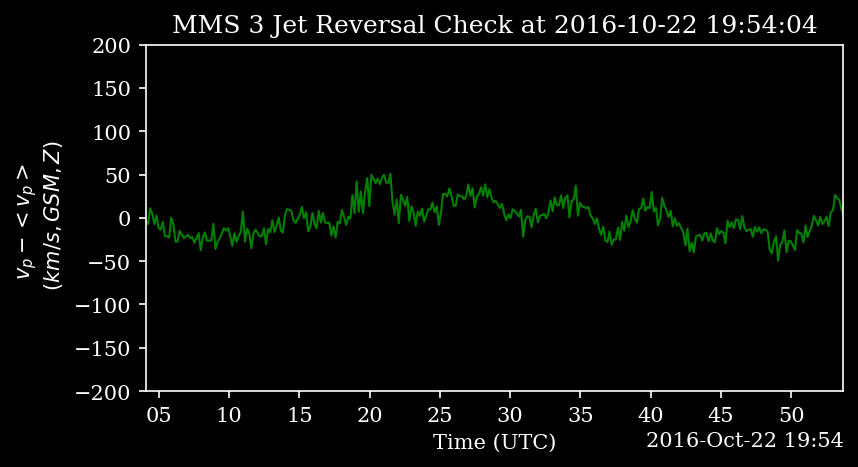 MMS 3 Jet Reversal Check at 2016-10-22 19:54:04
200
150
100
50
0
−50
−100
−150
−200
v_p − < v_p >
(km/s, GSM, Z)
05 10 15 20 25 30 35 40 45 50
Time (UTC)
2016-Oct-22 19:54